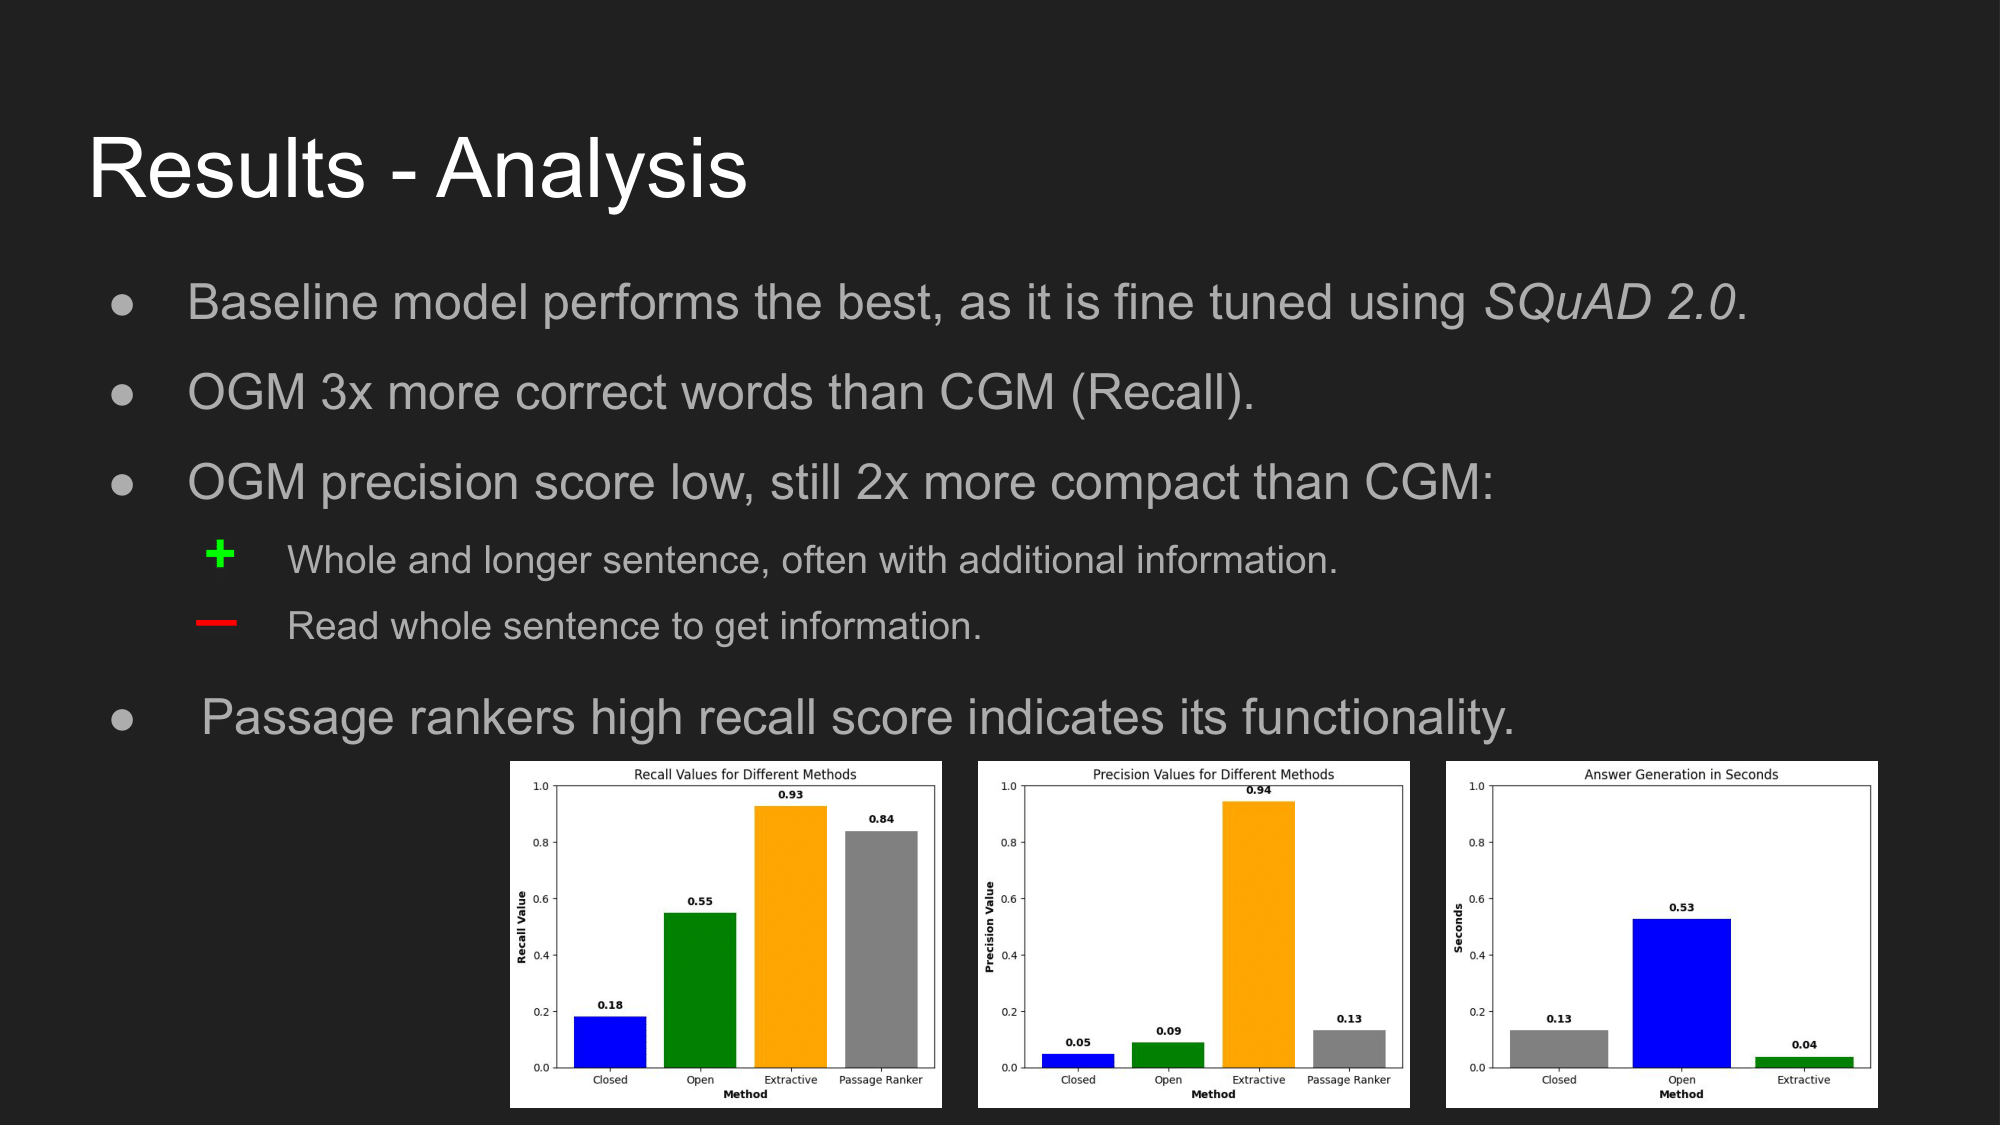 Results - Analysis
● Baseline model performs the best, as it is fine tuned using SQuAD 2.0.
● OGM 3x more correct words than CGM (Recall).
● OGM precision score low, still 2x more compact than CGM:
+ Whole and longer sentence, often with additional information.
— Read whole sentence to get information.
● Passage rankers high recall score indicates its functionality.
Recall Values for Different Methods
1.0
0.8
0.6
0.4
0.2
0.0
Recall Value
0.18
0.55
0.93
0.84
Closed Open Extractive Passage Ranker
Method
Precision Values for Different Methods
1.0
0.8
0.6
0.4
0.2
0.0
Precision Value
0.05
0.09
0.94
0.13
Closed Open Extractive Passage Ranker
Method
Answer Generation in Seconds
1.0
0.8
0.6
0.4
0.2
0.0
Seconds
0.13
0.53
0.04
Closed Open Extractive
Method